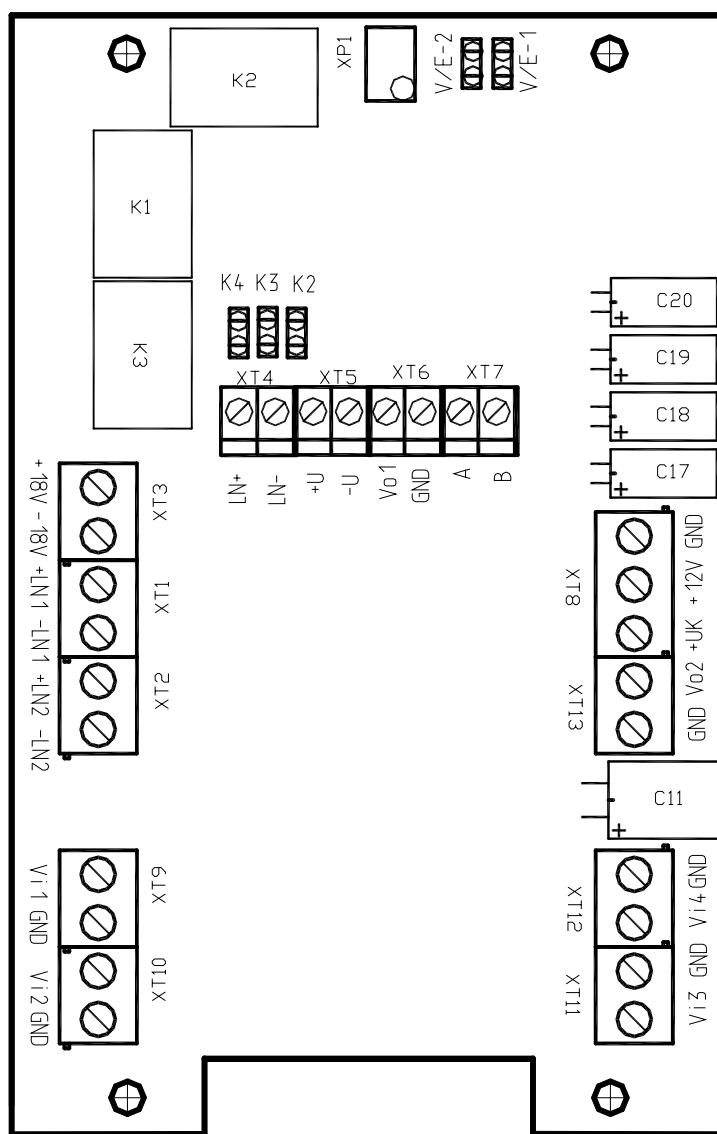 K2
XP1
V/E-2
V/E-1
K1
K3
K4 K3 K2
C20
C19
C18
C17
XT4 XT5 XT6 XT7
LN+ LN- +U -U Vo1 GND A B
+18V -18V +LN1 -LN1 +LN2 -LN2
XT3
XT1
XT2
XT8
XT13
GND Vo2 +UK +12V GND
C11
Vi1 GND
Vi2 GND
XT9
XT10
XT12
XT11
Vi4 GND
Vi3 GND